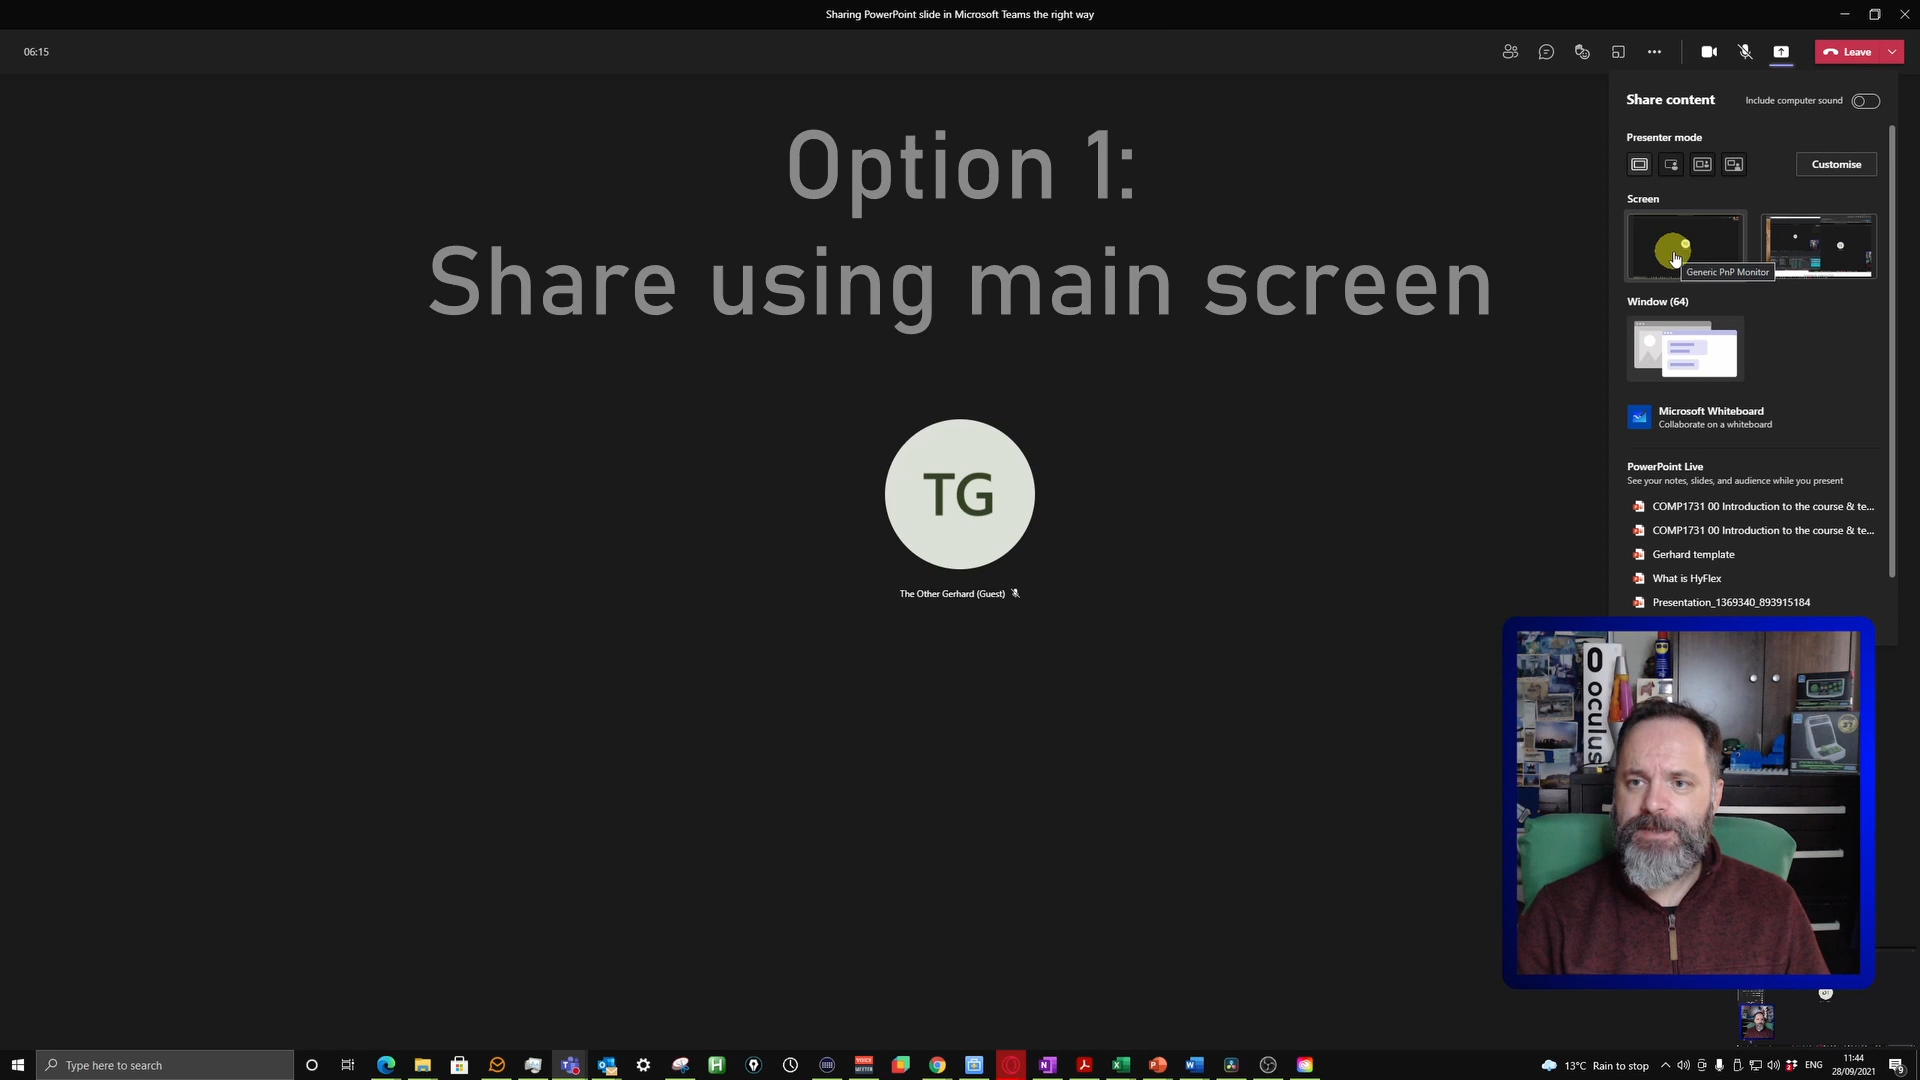 Sharing PowerPoint slide in Microsoft Teams the right way
06:15
Leave
Share content
Include computer sound
Presenter mode
Customise
Screen
Generic PnP Monitor
Window (64)
Microsoft Whiteboard
Collaborate on a whiteboard
PowerPoint Live
See your notes, slides, and audience while you present
COMP1731 00 Introduction to the course & te...
COMP1731 00 Introduction to the course & te...
Gerhard template
What is HyFlex
Presentation_1369340_893915184
Option 1:
Share using main screen
TG
The Other Gerhard (Guest)
oculus
Type here to search
13°C Rain to stop
ENG
11:44
28/09/2021